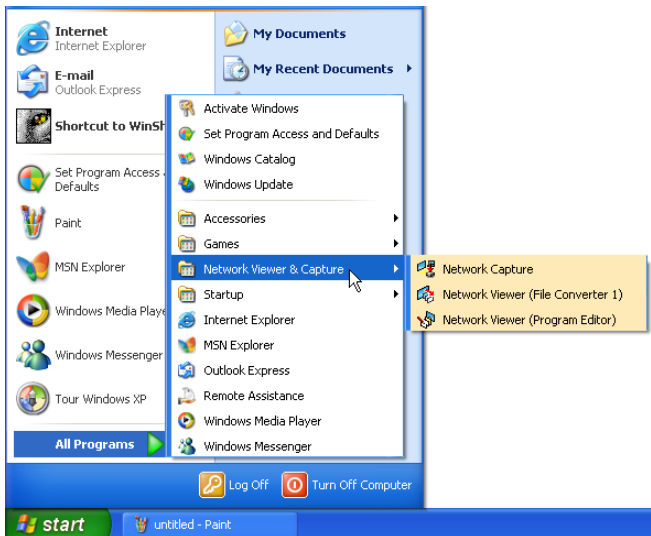 Internet
Internet Explorer
E-mail
Outlook Express
Shortcut to WinSh
Set Program Access
Defaults
Paint
MSN Explorer
Windows Media Playe
Windows Messenger
Tour Windows XP
All Programs
My Documents
My Recent Documents
Activate Windows
Set Program Access and Defaults
Windows Catalog
Windows Update
Accessories
Games
Network Viewer & Capture
Startup
Internet Explorer
MSN Explorer
Outlook Express
Remote Assistance
Windows Media Player
Windows Messenger
Network Capture
Network Viewer (File Converter 1)
Network Viewer (Program Editor)
Log Off
Turn Off Computer
start
untitled - Paint